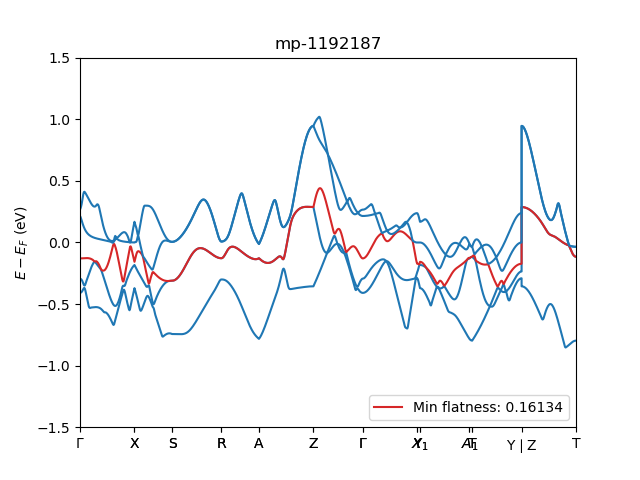 mp-1192187
E − E_F (eV)
1.5
1.0
0.5
0.0
−0.5
−1.0
−1.5
Min flatness: 0.16134
Γ X S R A Z Γ Y | Z T